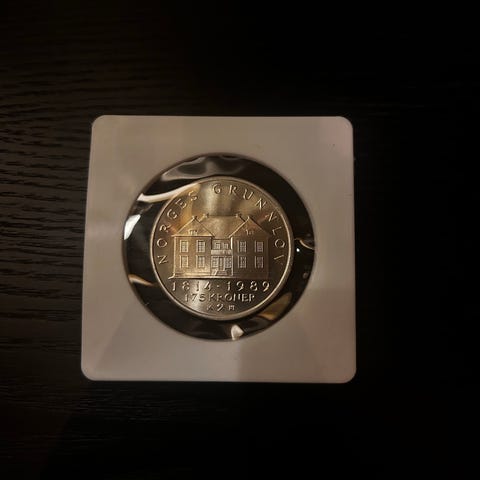 NORGES GRUNNLOV
1814-1989
175 KRONER
K